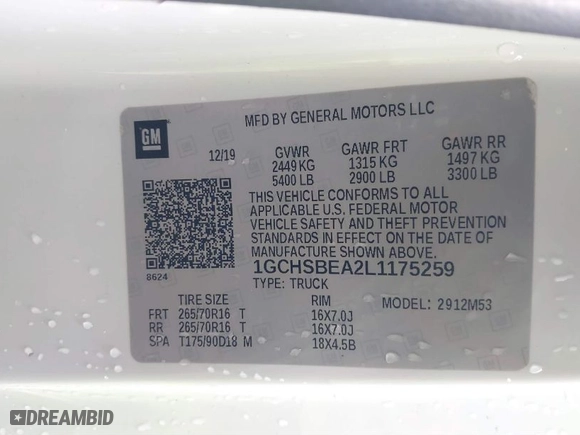 MFD BY GENERAL MOTORS LLC
GM
12/19
GVWR GAWR FRT GAWR RR
2449 KG 1315 KG 1497 KG
5400 LB 2900 LB 3300 LB
THIS VEHICLE CONFORMS TO ALL
APPLICABLE U.S. FEDERAL MOTOR
VEHICLE SAFETY AND THEFT PREVENTION
STANDARDS IN EFFECT ON THE DATE OF
MANUFACTURE SHOWN ABOVE.
8624
1GCHSBEA2L1175259
TYPE: TRUCK
MODEL: 2912M53
TIRE SIZE RIM
FRT 265/70R16 T 16X7.0J
RR 265/70R16 T 16X7.0J
SPA T175/90D18 M 18X4.5B
DREAMBID